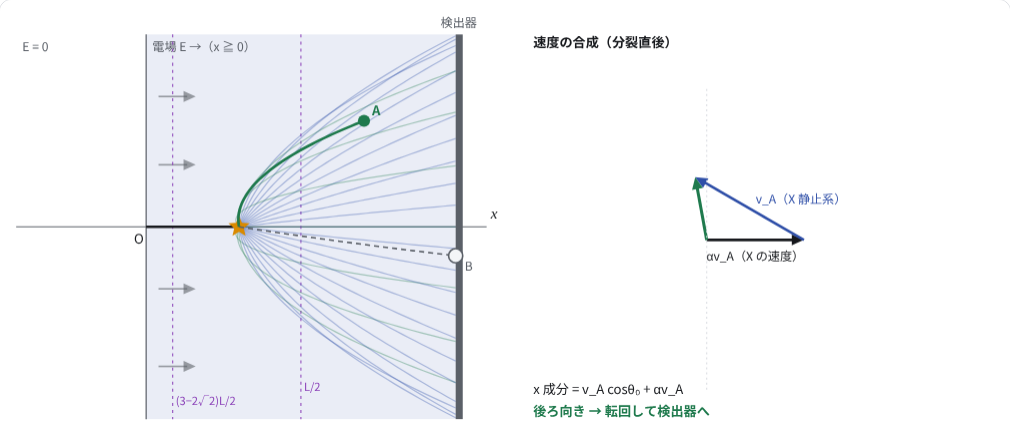 検出器
E = 0
電場 E → (x ≧ 0)
A
x
O
B
L/2
(3−2√2)L/2
速度の合成（分裂直後）
v_A（X 静止系）
αv_A（X の速度）
x 成分 = v_A cosθ₀ + αv_A
後ろ向き → 転回して検出器へ